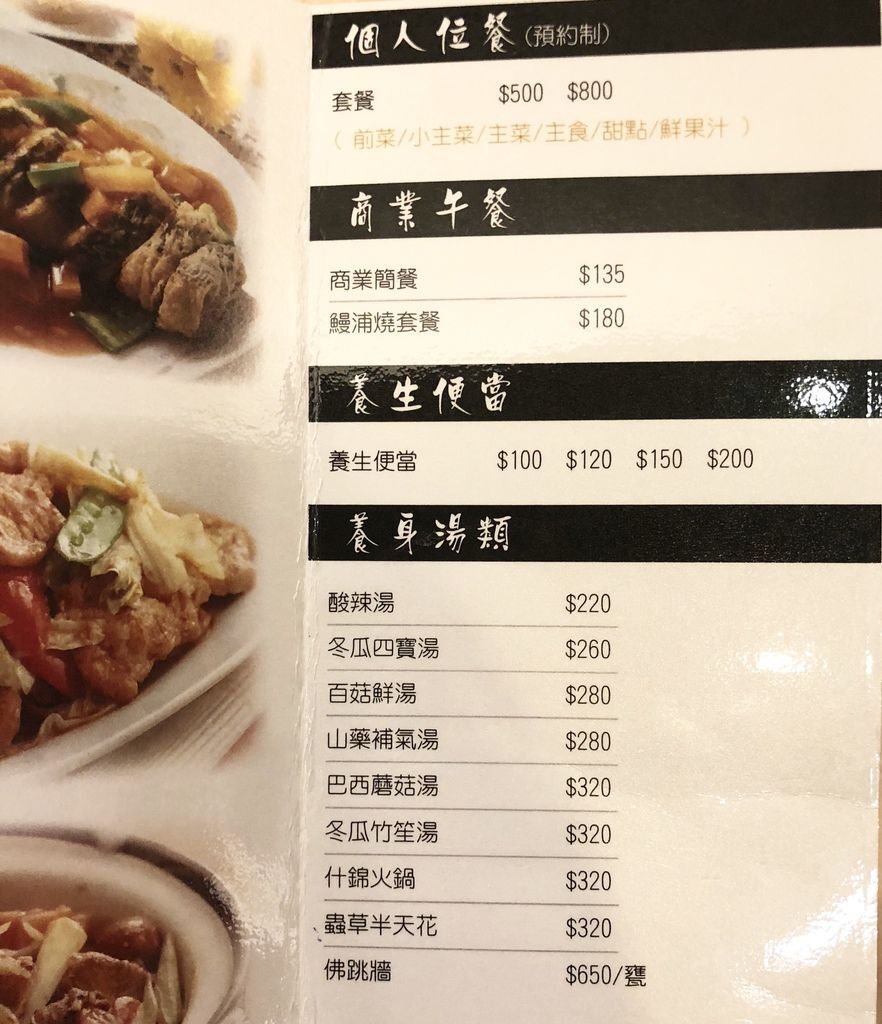 個人位餐(預約制)
套餐 $500 $800
( 前菜/小主菜/主菜/主食/甜點/鮮果汁 )
商業午餐
商業簡餐 $135
鰻浦燒套餐 $180
養生便當
養生便當 $100 $120 $150 $200
養身湯類
酸辣湯 $220
冬瓜四寶湯 $260
百菇鮮湯 $280
山藥補氣湯 $280
巴西蘑菇湯 $320
冬瓜竹笙湯 $320
什錦火鍋 $320
蟲草半天花 $320
佛跳牆 $650/甕